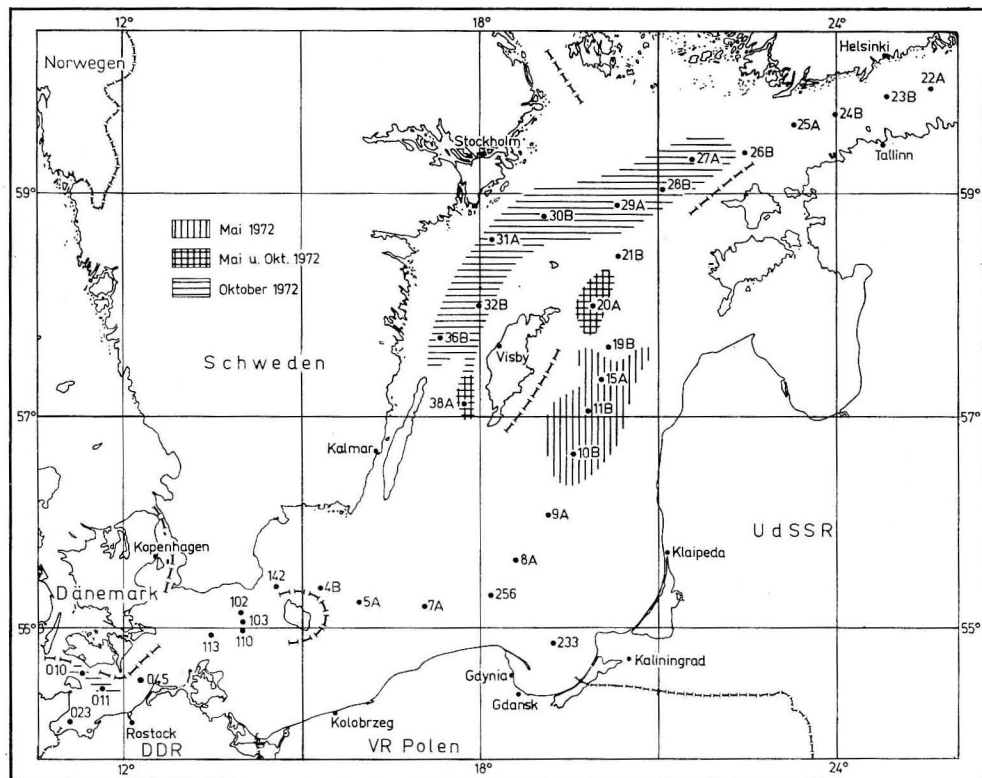 12°
18°
24°
Norwegen
Helsinki
22A
23B
24B
25A
Stockholm
Tallinn
26B
27A
59°
28B
59°
29A
30B
Mai 1972
31A
Mai u. Okt. 1972
21B
Oktober 1972
32B
20A
36B
Visby
19B
Schweden
15A
38A
57°
11B
57°
Kalmar
10B
9A
UdSSR
Kopenhagen
8A
Klaipeda
142
4B
Dänemark
102
5A
7A
256
103
55°
110
55°
113
233
010
045
Gdynia
Kaliningrad
011
Gdansk
023
Rostock
Kolobrzeg
DDR
VR Polen
12°
18°
24°